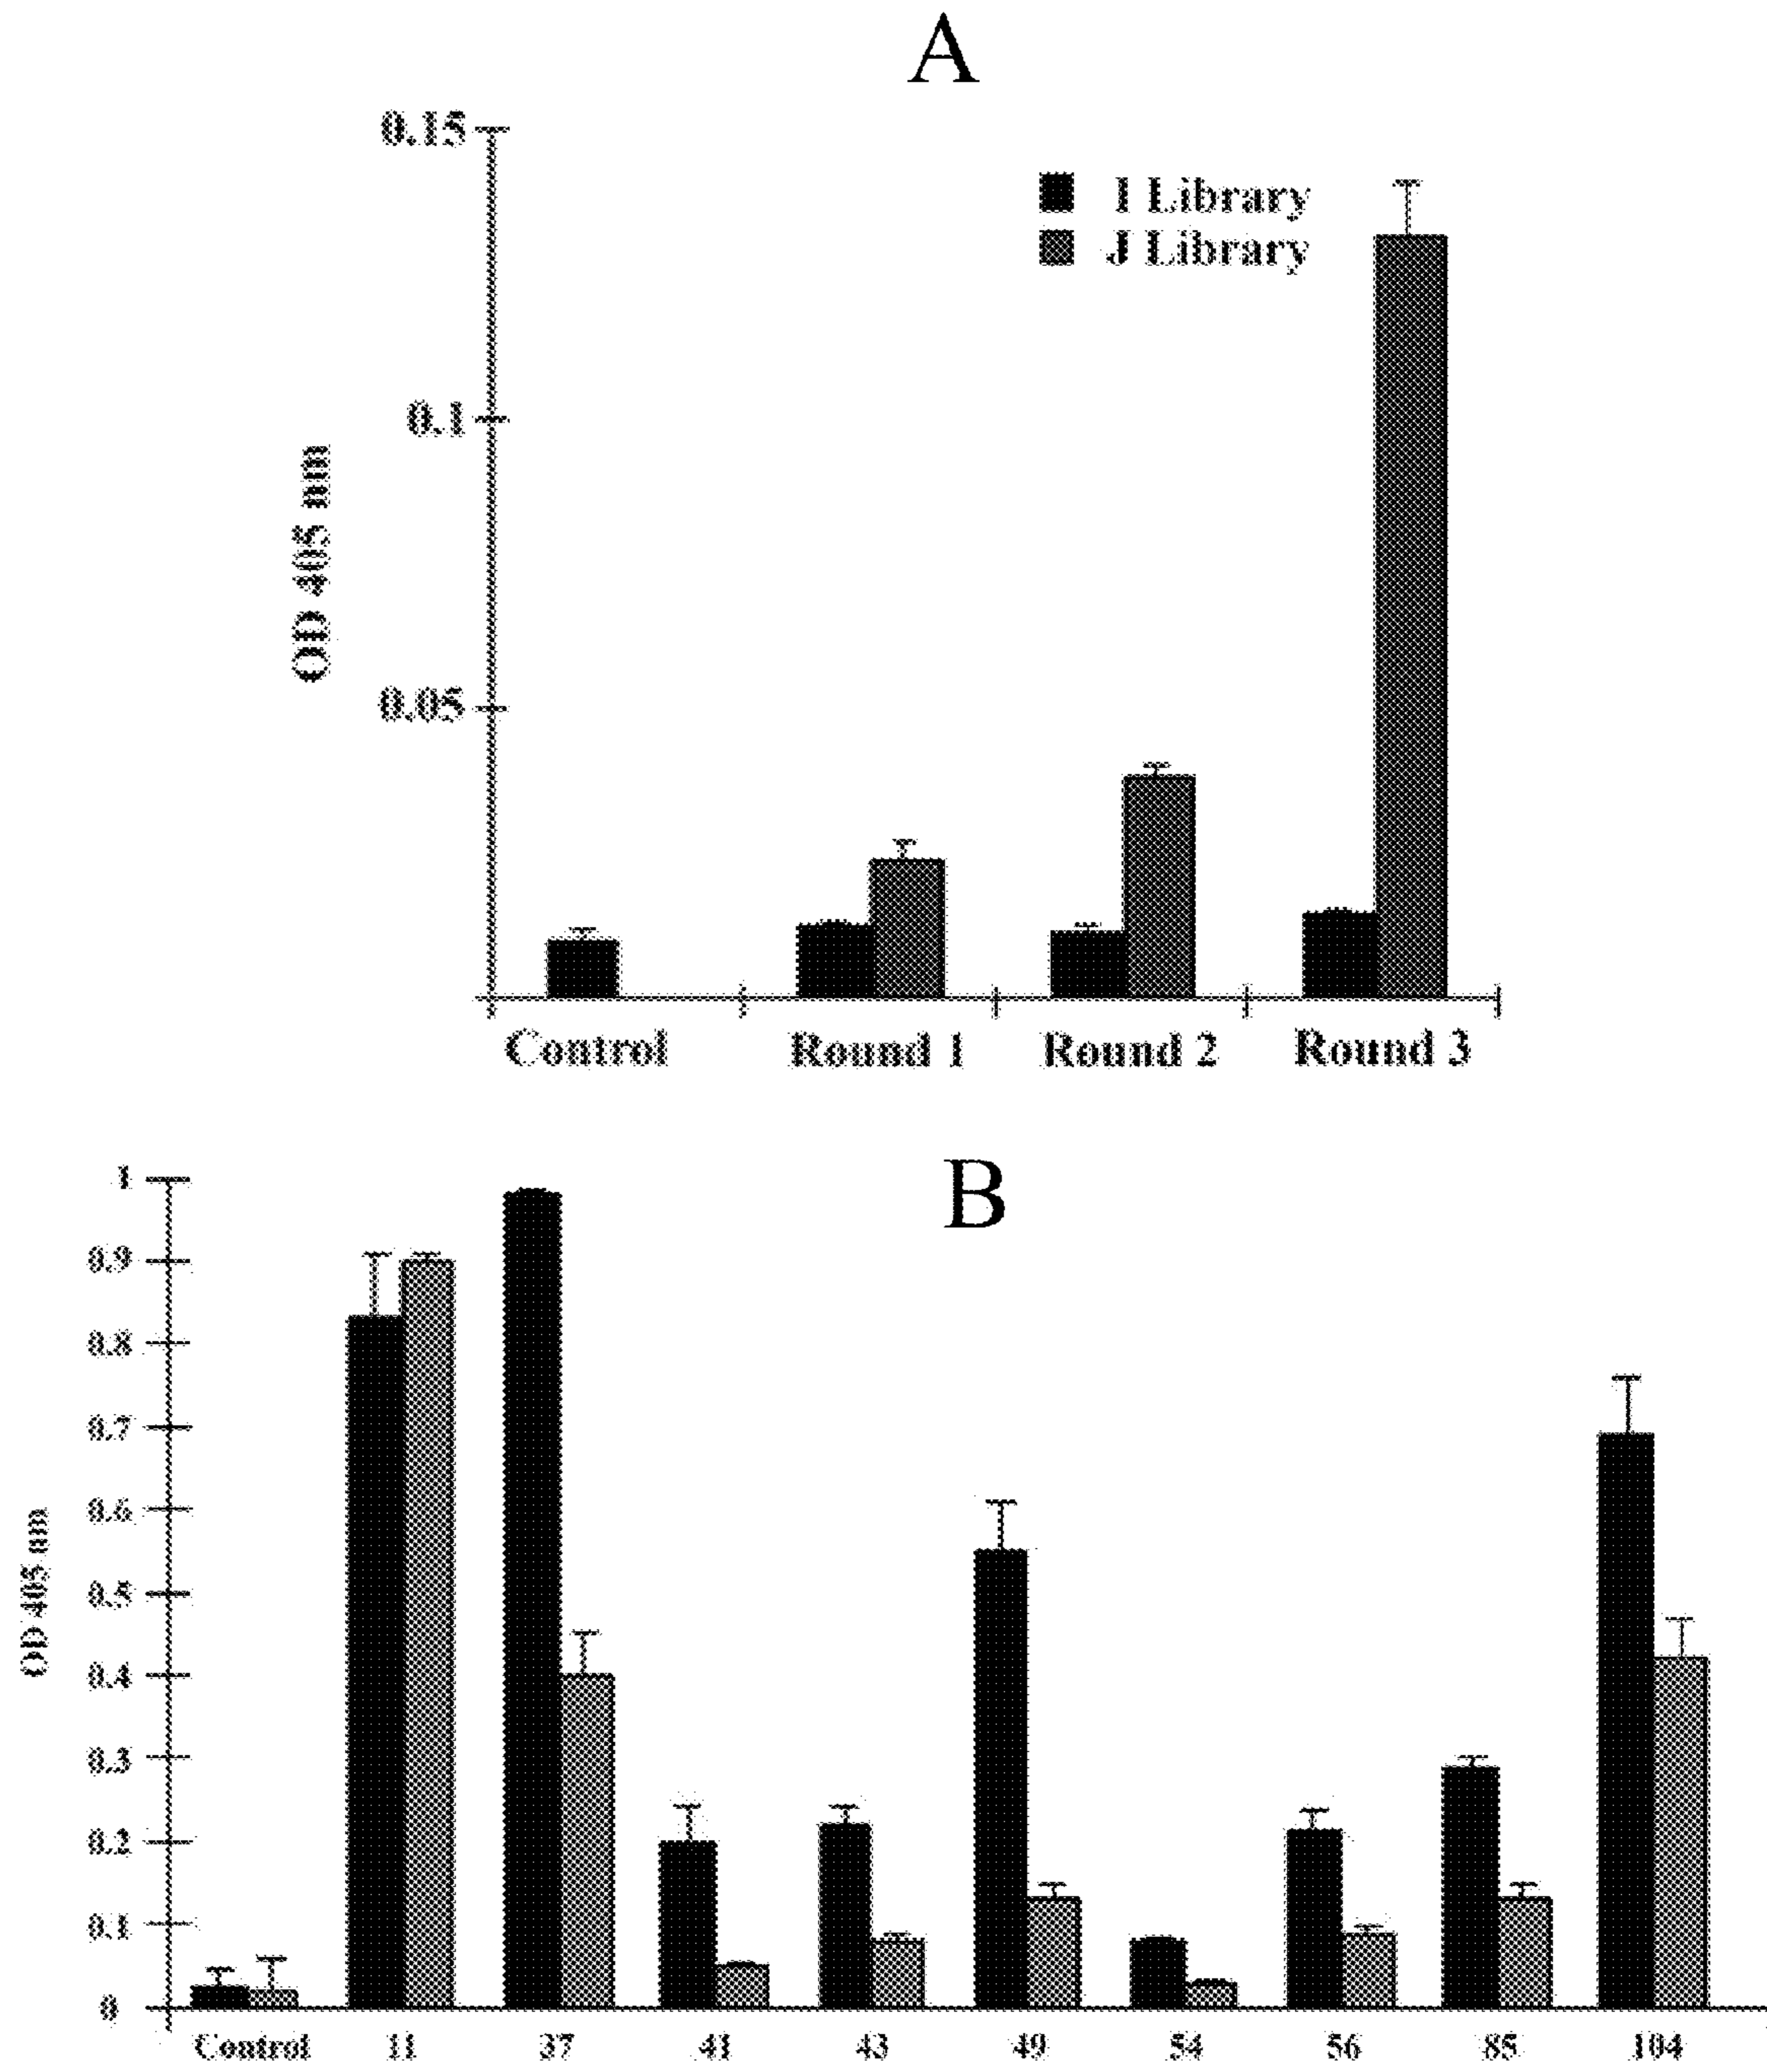 A
0.15
I Library
J Library
0.1
OD 405 nm
0.05
Control Round 1 Round 2 Round 3
B
1
0.9
0.8
0.7
0.6
OD 405 nm
0.5
0.4
0.3
0.2
0.1
0
Control 11 37 41 43 49 54 56 85 104